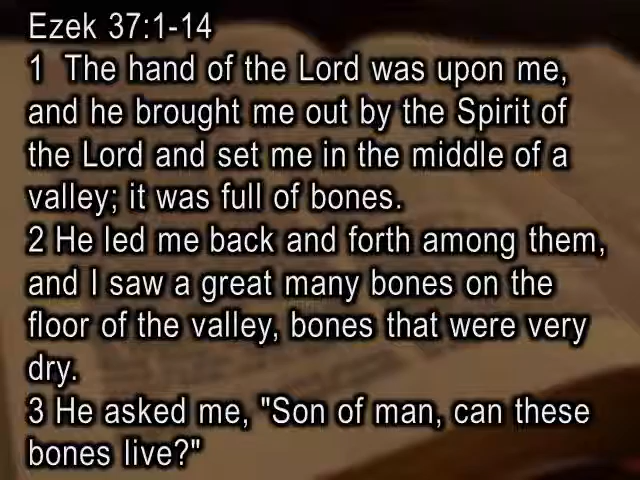 Ezek 37:1-14
1  The hand of the Lord was upon me,
and he brought me out by the Spirit of
the Lord and set me in the middle of a
valley; it was full of bones.
2 He led me back and forth among them,
and I saw a great many bones on the
floor of the valley, bones that were very
dry.
3 He asked me, "Son of man, can these
bones live?"